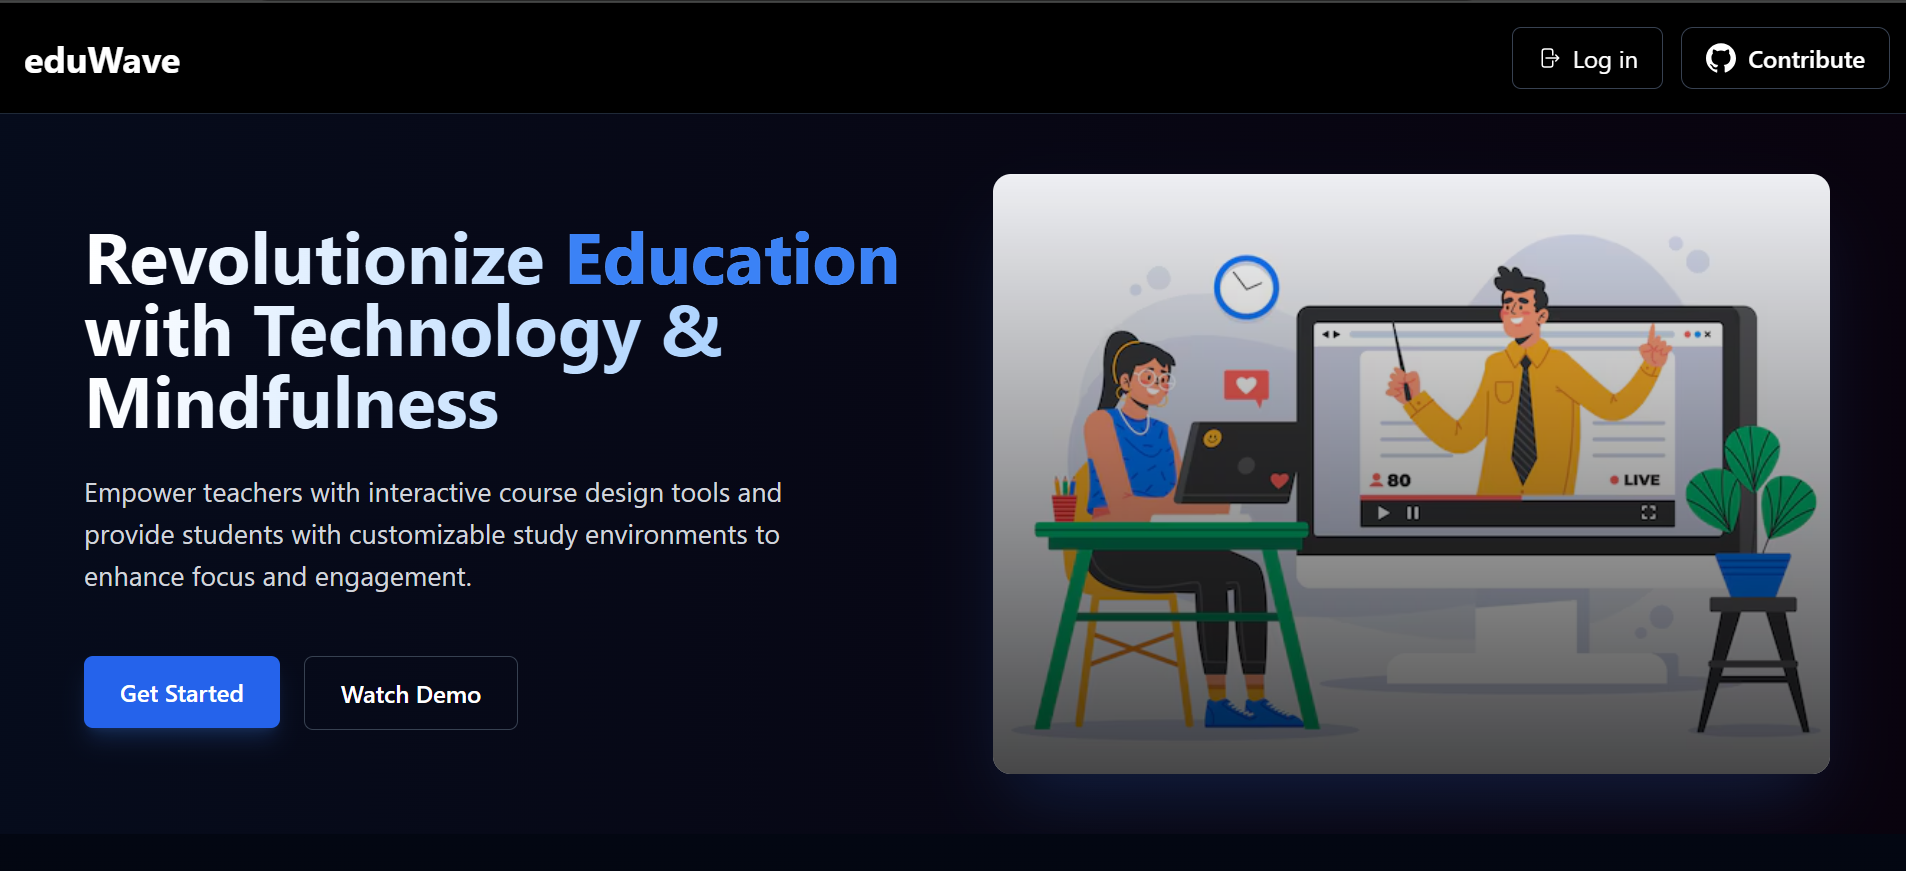 eduWave
Log in
Contribute
Revolutionize Education
with Technology &
Mindfulness
Empower teachers with interactive course design tools and
provide students with customizable study environments to
enhance focus and engagement.
Get Started
Watch Demo
80
LIVE